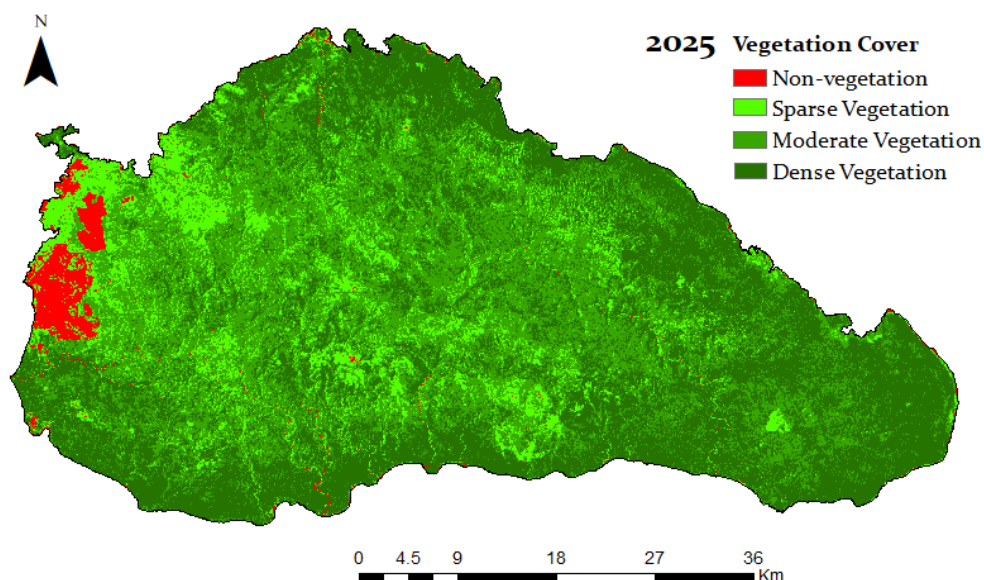 N
2025 Vegetation Cover
Non-vegetation
Sparse Vegetation
Moderate Vegetation
Dense Vegetation
0 4.5 9 18 27 36
Km